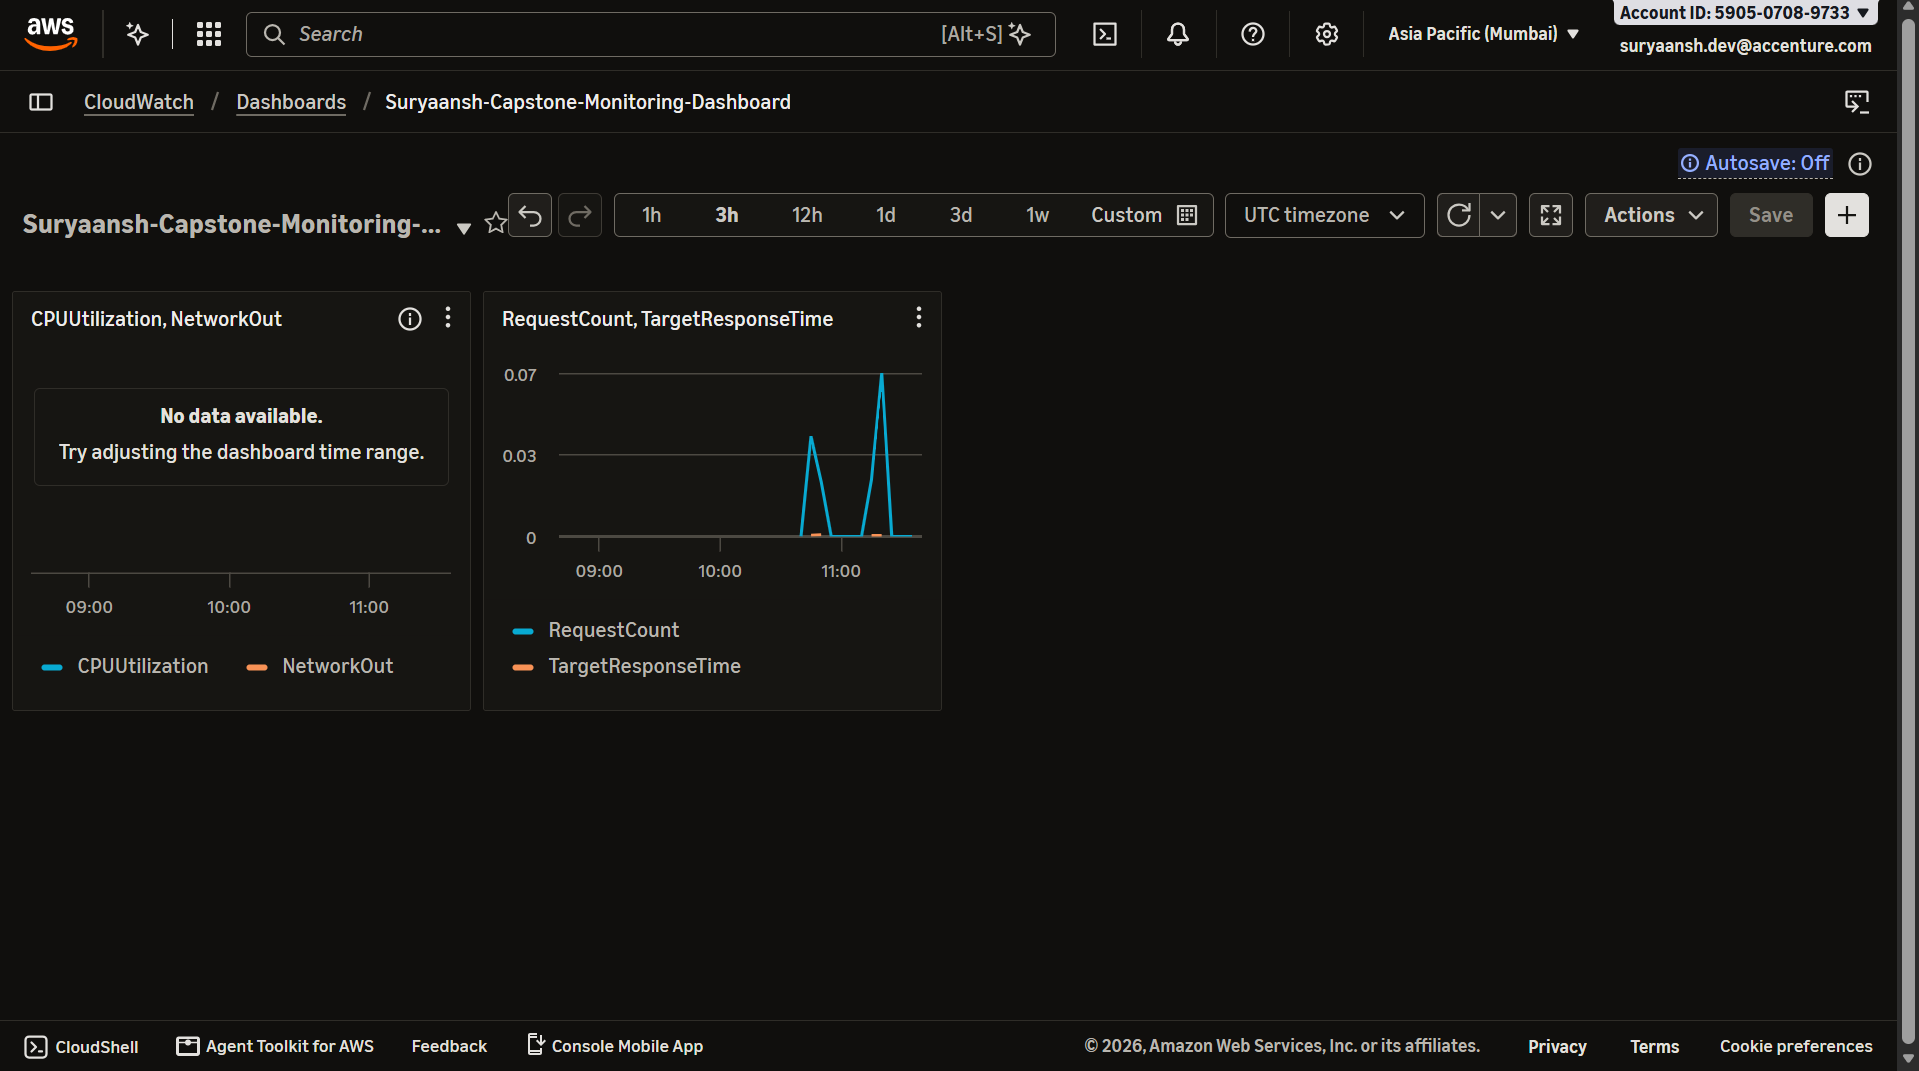 aws
Search
[Alt+S]
Asia Pacific (Mumbai)
Account ID: 5905-0708-9733
suryaansh.dev@accenture.com
CloudWatch / Dashboards / Suryaansh-Capstone-Monitoring-Dashboard
Autosave: Off
Suryaansh-Capstone-Monitoring-...
1h 3h 12h 1d 3d 1w Custom
UTC timezone
Actions
Save
CPUUtilization, NetworkOut
No data available.
Try adjusting the dashboard time range.
09:00 10:00 11:00
CPUUtilization NetworkOut
RequestCount, TargetResponseTime
0.07
0.03
0
09:00 10:00 11:00
RequestCount
TargetResponseTime
CloudShell Agent Toolkit for AWS Feedback Console Mobile App © 2026, Amazon Web Services, Inc. or its affiliates. Privacy Terms Cookie preferences